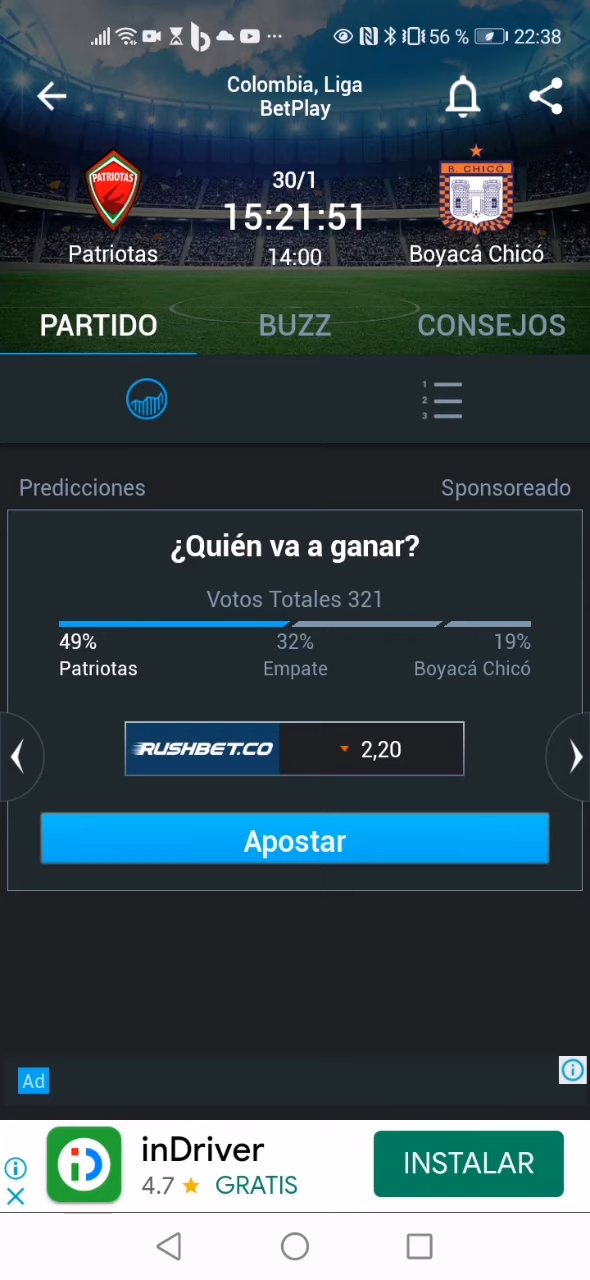 56 % 22:38
Colombia, Liga
BetPlay
PATRIOTAS
B. CHICO
30/1
15:21:51
Patriotas
14:00
Boyacá Chicó
PARTIDO BUZZ CONSEJOS
1
2
3
Predicciones Sponsoreado
¿Quién va a ganar?
Votos Totales 321
49% 32% 19%
Patriotas Empate Boyacá Chicó
RUSHBET.CO 2,20
Apostar
Ad
inDriver
4.7 ★ GRATIS
INSTALAR